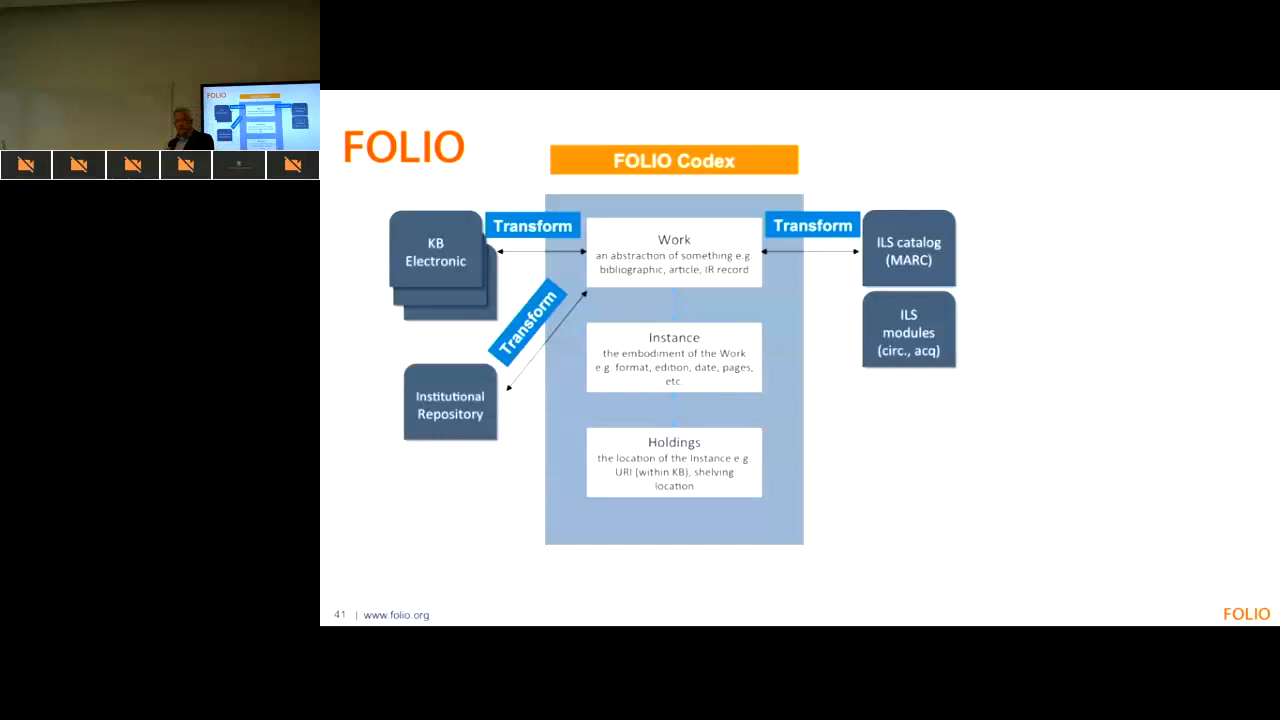 FOLIO
FOLIO
FOLIO Codex
Transform
Transform
KB
Electronic
Work
an abstraction of something e.g.
bibliographic, article, IR record
ILS catalog
(MARC)
Transform
Instance
the embodiment of the Work
e.g. format, edition, date, pages,
etc.
ILS
modules
(circ., acq)
Institutional
Repository
Holdings
the location of the Instance e.g.
URI (within KB), shelving
location
41 | www.folio.org
FOLIO